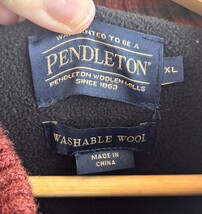 WARRANTED TO BE A
PENDLETON
PENDLETON WOOLEN MILLS
SINCE 1863
XL
WASHABLE WOOL
MADE IN
CHINA